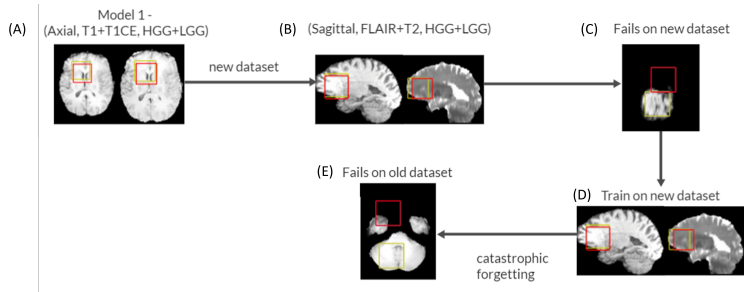 (A)
Model 1 -
(Axial, T1+T1CE, HGG+LGG)
new dataset
(B)
(Sagittal, FLAIR+T2, HGG+LGG)
(C)
Fails on new dataset
(E)
Fails on old dataset
(D)
Train on new dataset
catastrophic
forgetting